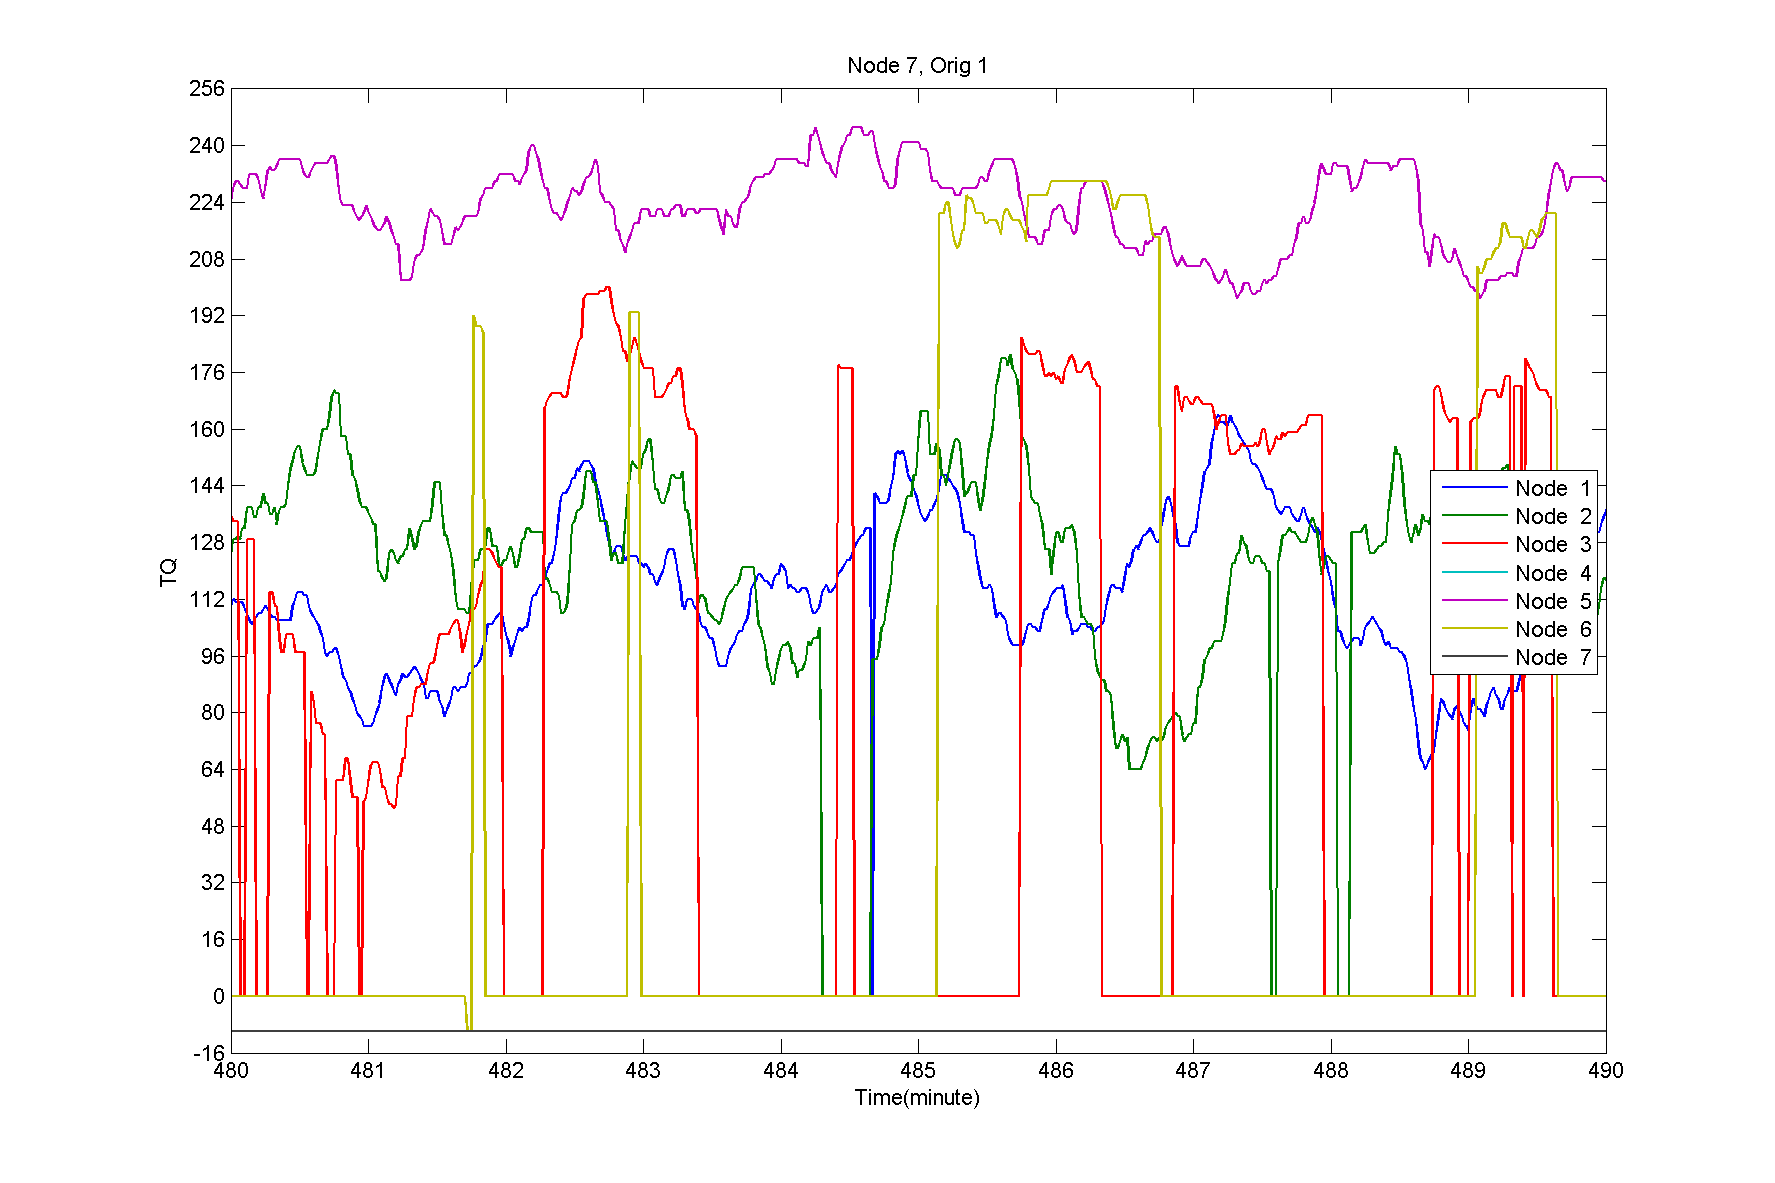 Node 7, Orig 1
256
240
224
208
192
176
160
144
128
112
96
80
64
48
32
16
0
-16
TQ
Node 1
Node 2
Node 3
Node 4
Node 5
Node 6
Node 7
480 481 482 483 484 485 486 487 488 489 490
Time(minute)